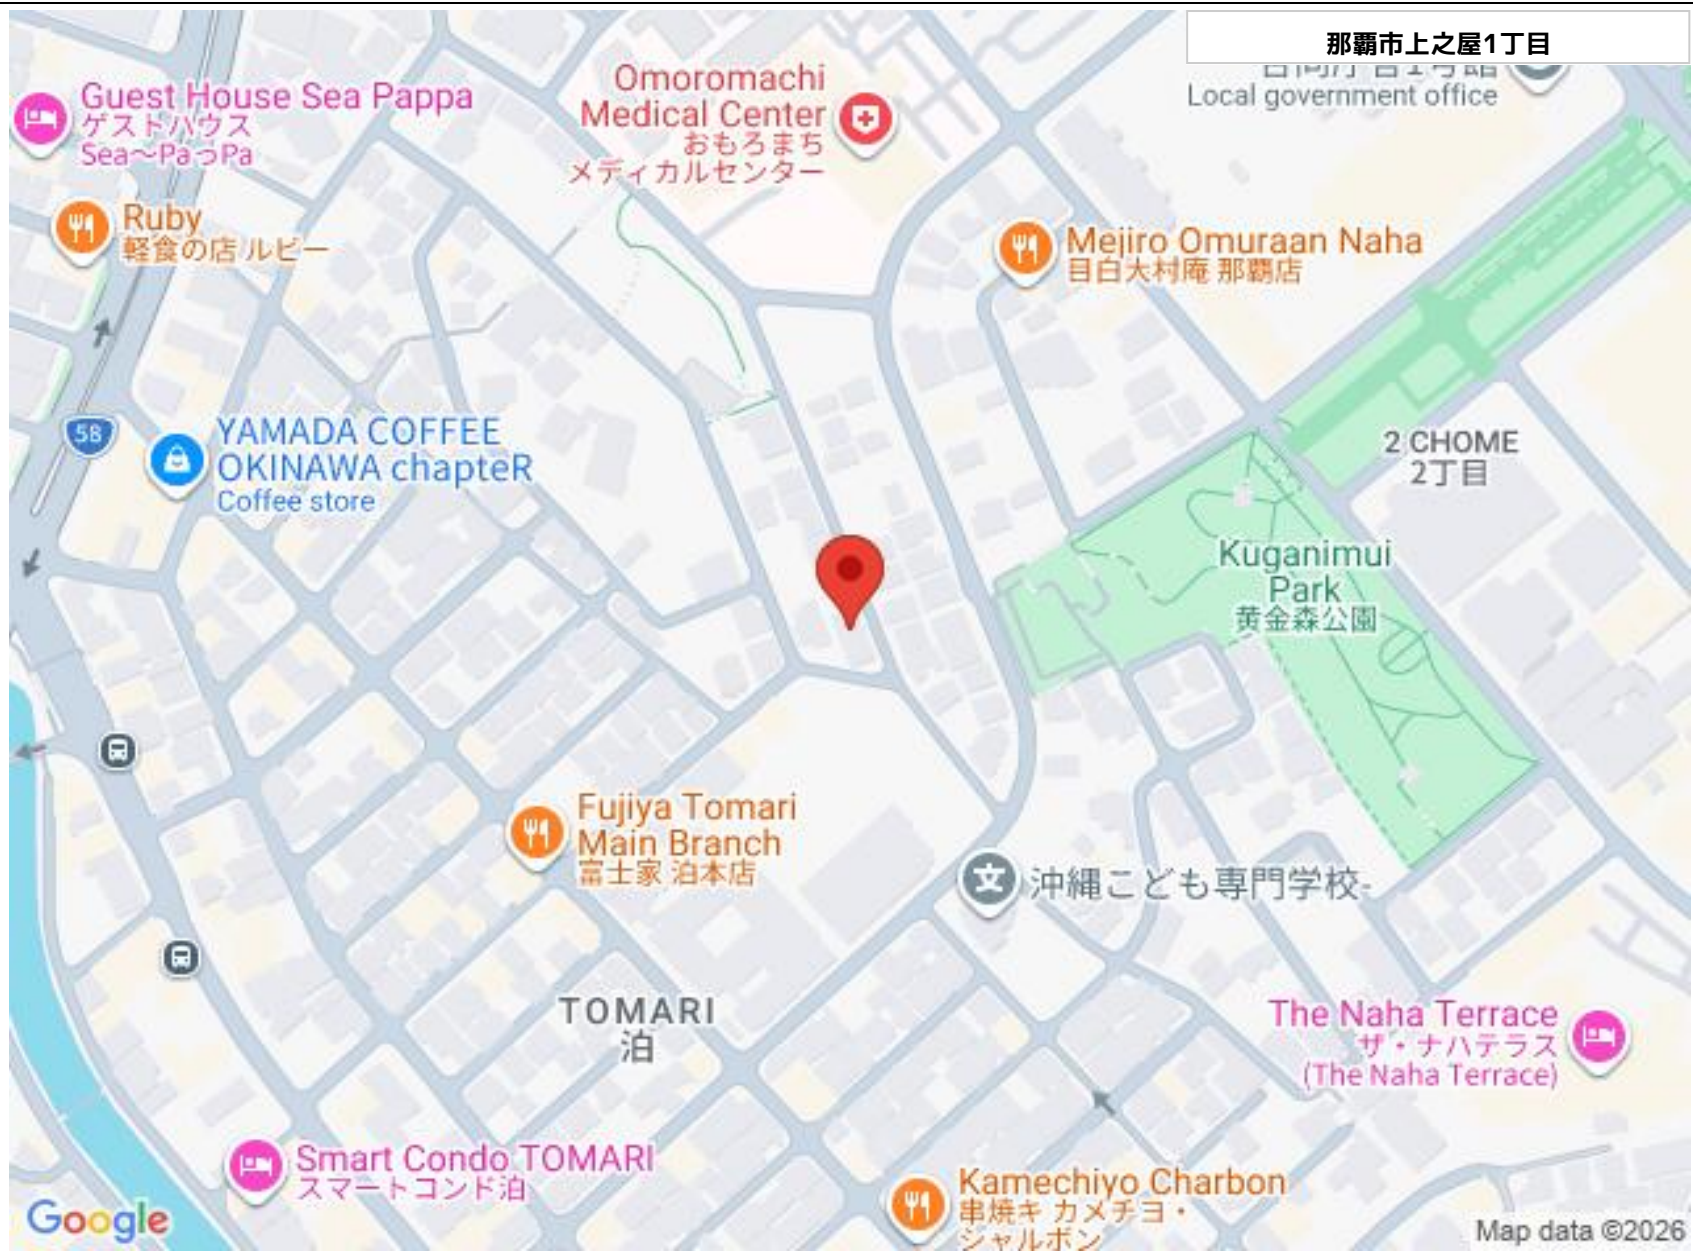 那覇市上之屋1丁目
Local government office
Omoromachi
Medical Center
おもろまち
メディカルセンター
Guest House Sea Pappa
ゲストハウス
Sea～PaっPa
Ruby
軽食の店 ルビー
Mejiro Omuraan Naha
目白大村庵 那覇店
58
YAMADA COFFEE
OKINAWA chapteR
Coffee store
2 CHOME
2丁目
Kuganimui
Park
黄金森公園
Fujiya Tomari
Main Branch
富士家 泊本店
文
沖縄こども専門学校-
TOMARI
泊
The Naha Terrace
ザ・ナハテラス
(The Naha Terrace)
Smart Condo TOMARI
スマートコンド泊
Kamechiyo Charbon
串焼キ カメチヨ・
シャルボン
Google
Map data ©2026